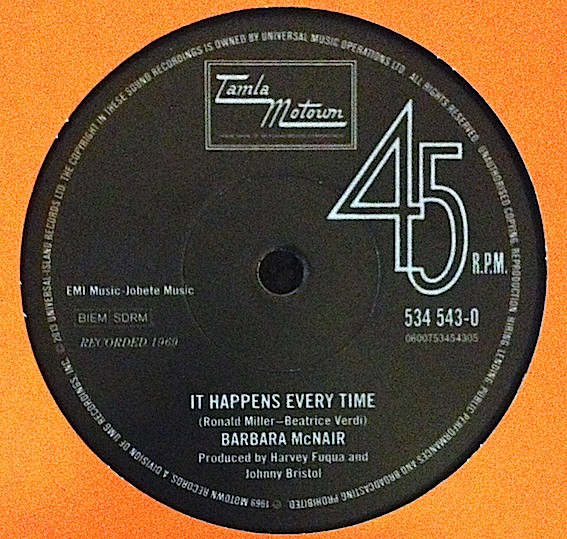 THE COPYRIGHT IN THESE SOUND RECORDINGS IS OWNED BY UNIVERSAL MUSIC OPERATIONS LTD. ALL RIGHTS RESERVED. UNAUTHORISED COPYING, REPRODUCTION, HIRING, LENDING, PUBLIC PERFORMANCES AND BROADCASTING PROHIBITED.
℗ 1969 MOTOWN RECORDS, A DIVISION OF UMG RECORDINGS, INC. © 2013 UNIVERSAL-ISLAND RECORDS LTD.
Tamla
Motown
45
R.P.M.
EMI Music-Jobete Music
BIEM SDRM
534 543-0
0600753454305
RECORDED 1969
IT HAPPENS EVERY TIME
(Ronald Miller–Beatrice Verdi)
BARBARA McNAIR
Produced by Harvey Fuqua and
Johnny Bristol